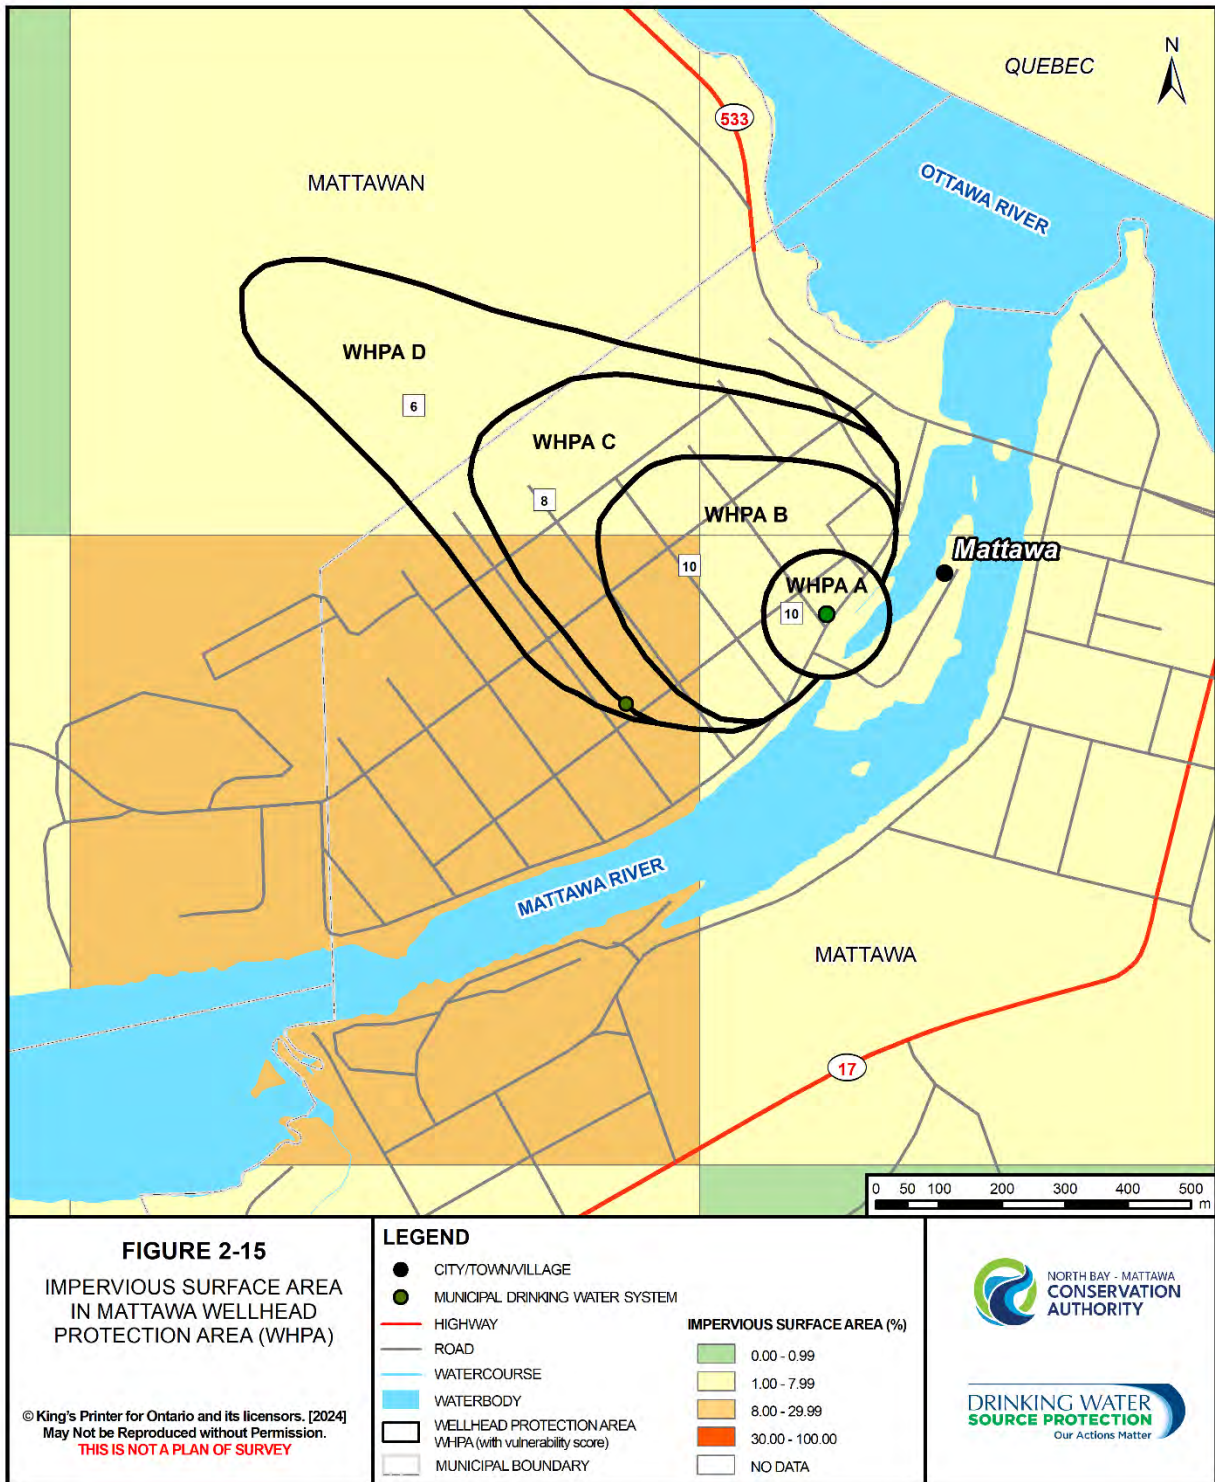 N
QUEBEC
533
OTTAWA RIVER
MATTAWAN
WHPA D
6
WHPA C
8
WHPA B
10
Mattawa
WHPA A
10
MATTAWA RIVER
MATTAWA
17
0 50 100 200 300 400 500
m
FIGURE 2-15
IMPERVIOUS SURFACE AREA
IN MATTAWA WELLHEAD
PROTECTION AREA (WHPA)
© King's Printer for Ontario and its licensors. [2024]
May Not be Reproduced without Permission.
THIS IS NOT A PLAN OF SURVEY
LEGEND
CITY/TOWN/VILLAGE
MUNICIPAL DRINKING WATER SYSTEM
HIGHWAY
ROAD
WATERCOURSE
WATERBODY
WELLHEAD PROTECTION AREA
WHPA (with vulnerability score)
MUNICIPAL BOUNDARY
IMPERVIOUS SURFACE AREA (%)
0.00 - 0.99
1.00 - 7.99
8.00 - 29.99
30.00 - 100.00
NO DATA
NORTH BAY - MATTAWA
CONSERVATION
AUTHORITY
DRINKING WATER
SOURCE PROTECTION
Our Actions Matter